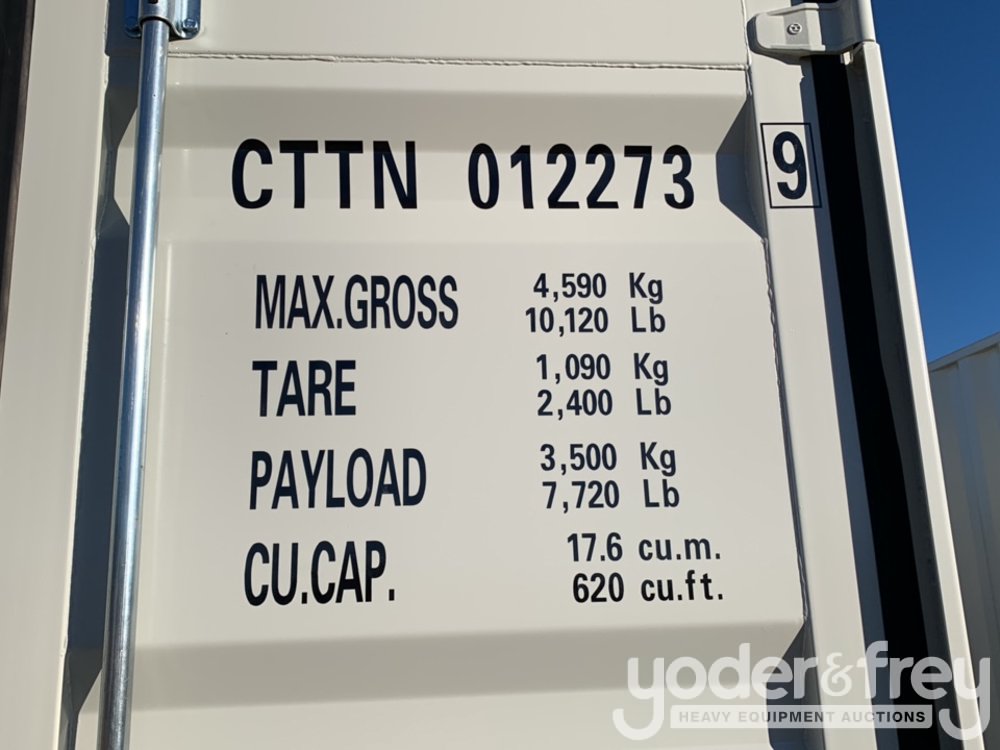 CTTN 012273 9
MAX.GROSS 4,590 Kg
10,120 Lb
TARE 1,090 Kg
2,400 Lb
PAYLOAD 3,500 Kg
7,720 Lb
CU.CAP. 17.6 cu.m.
620 cu.ft.
yoder&frey
HEAVY EQUIPMENT AUCTIONS